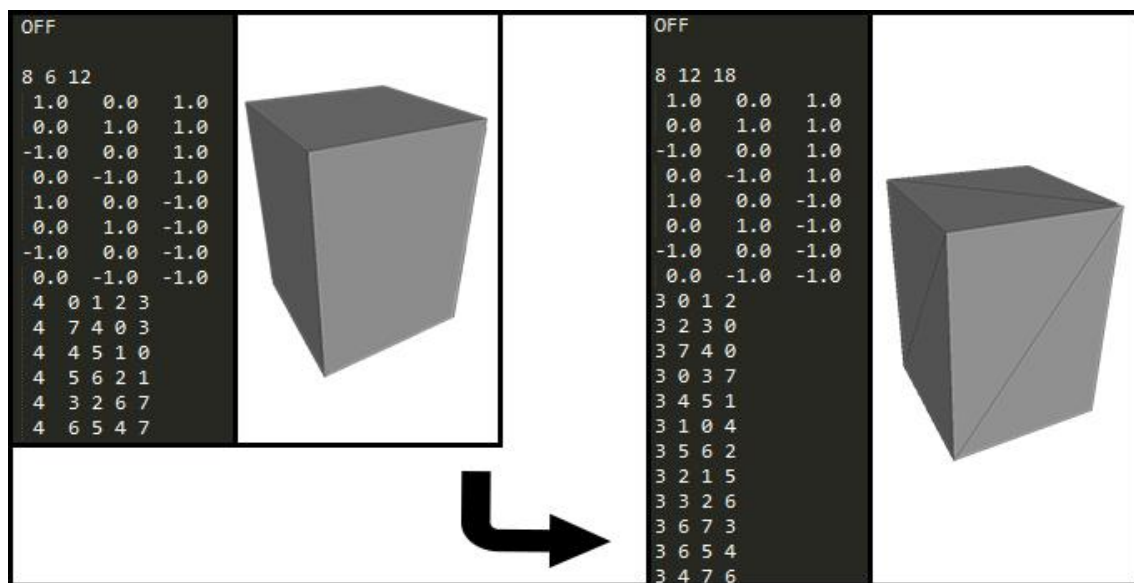 OFF
8 6 12
1.0 0.0 1.0
0.0 1.0 1.0
-1.0 0.0 1.0
0.0 -1.0 1.0
1.0 0.0 -1.0
0.0 1.0 -1.0
-1.0 0.0 -1.0
0.0 -1.0 -1.0
4 0 1 2 3
4 7 4 0 3
4 4 5 1 0
4 5 6 2 1
4 3 2 6 7
4 6 5 4 7
OFF
8 12 18
1.0 0.0 1.0
0.0 1.0 1.0
-1.0 0.0 1.0
0.0 -1.0 1.0
1.0 0.0 -1.0
0.0 1.0 -1.0
-1.0 0.0 -1.0
0.0 -1.0 -1.0
3 0 1 2
3 2 3 0
3 7 4 0
3 0 3 7
3 4 5 1
3 1 0 4
3 5 6 2
3 2 1 5
3 3 2 6
3 6 7 3
3 6 5 4
3 4 7 6